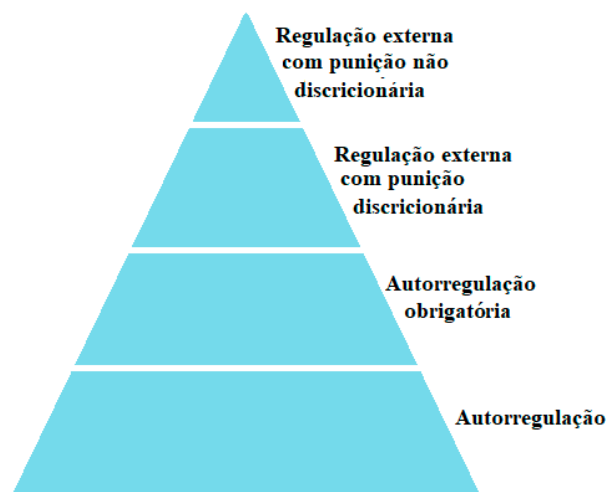 Regulação externa
com punição não
discricionária
Regulação externa
com punição
discricionária
Autorregulação
obrigatória
Autorregulação